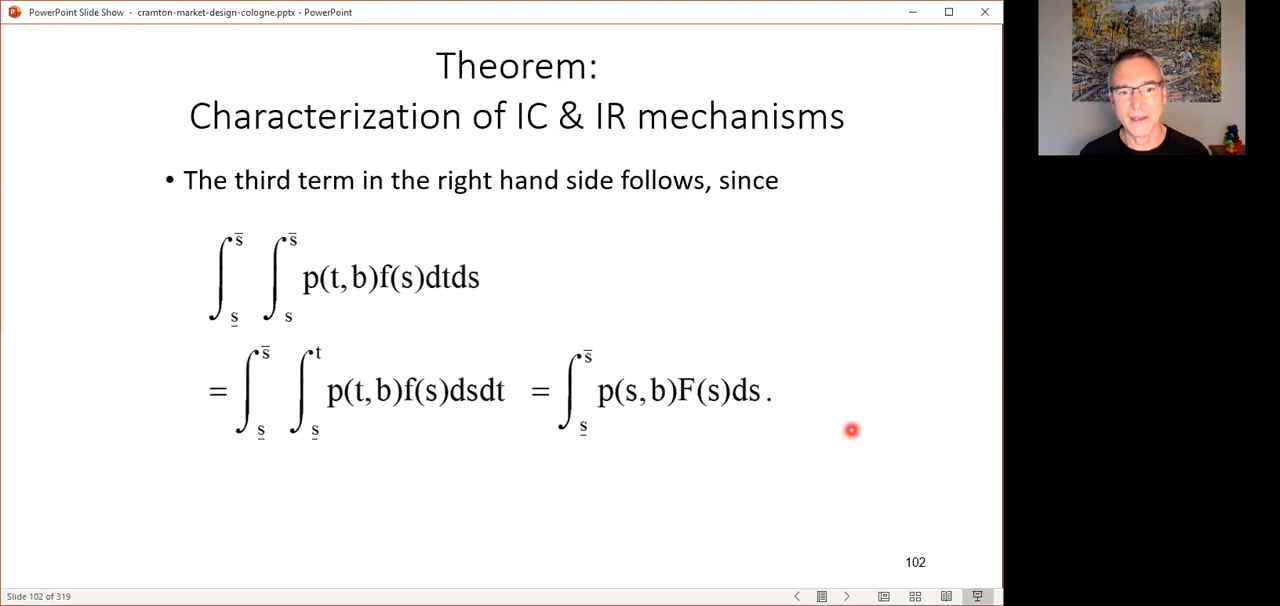 PowerPoint Slide Show - cramton-market-design-cologne.pptx - PowerPoint
Theorem:
Characterization of IC & IR mechanisms
• The third term in the right hand side follows, since
∫_s̲^s̅ ∫_s^s̅ p(t,b)f(s)dtds
= ∫_s̲^s̅ ∫_s̲^t p(t,b)f(s)dsdt = ∫_s̲^s̅ p(s,b)F(s)ds.
102
Slide 102 of 319